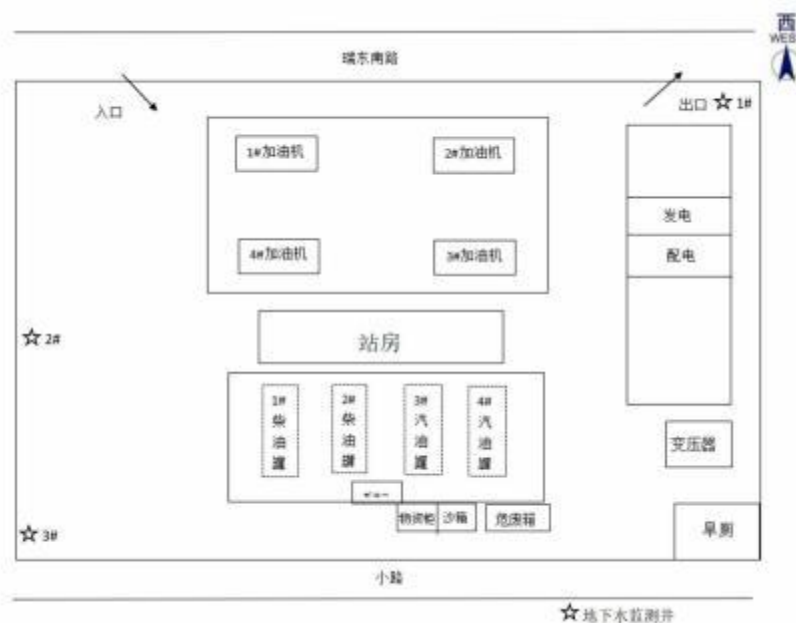 西
WES
瑞东南路
入口
出口 ☆ 1#
1#加油机
2#加油机
发电
4#加油机
3#加油机
配电
☆ 2#
站房
1#柴油罐
2#柴油罐
3#汽油罐
4#汽油罐
变压器
物资柜
沙箱
危废箱
旱厕
☆ 3#
小路
☆ 地下水监测井